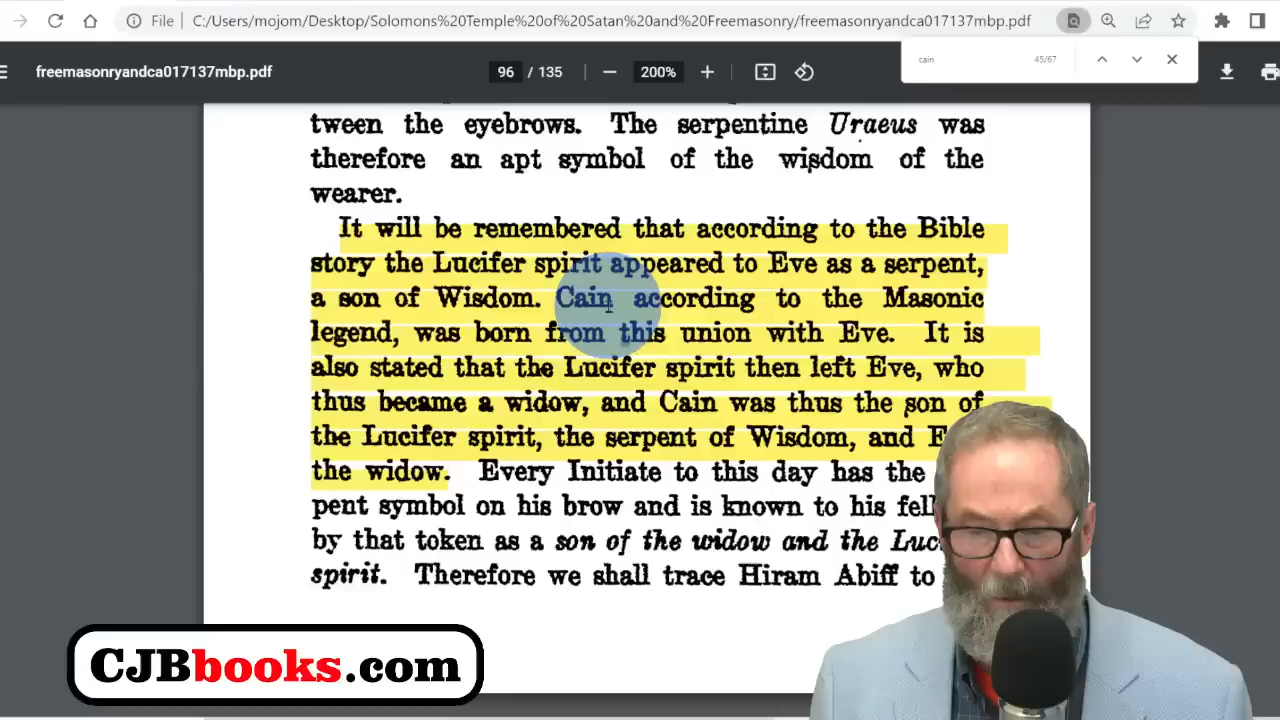 File C:/Users/mojom/Desktop/Solomons%20Temple%20of%20Satan%20and%20Freemasonry/freemasonryandca017137mbp.pdf
cain 45/67
freemasonryandca017137mbp.pdf 96 / 135 200%
tween the eyebrows. The serpentine Uraeus was
therefore an apt symbol of the wisdom of the
wearer.
It will be remembered that according to the Bible
story the Lucifer spirit appeared to Eve as a serpent,
a son of Wisdom. Cain according to the Masonic
legend, was born from this union with Eve. It is
also stated that the Lucifer spirit then left Eve, who
thus became a widow, and Cain was thus the son of
the Lucifer spirit, the serpent of Wisdom, and
the widow. Every Initiate to this day has the
pent symbol on his brow and is known to his
by that token as a son of the widow and the
spirit. Therefore we shall trace Hiram Abiff to
CJBbooks.com